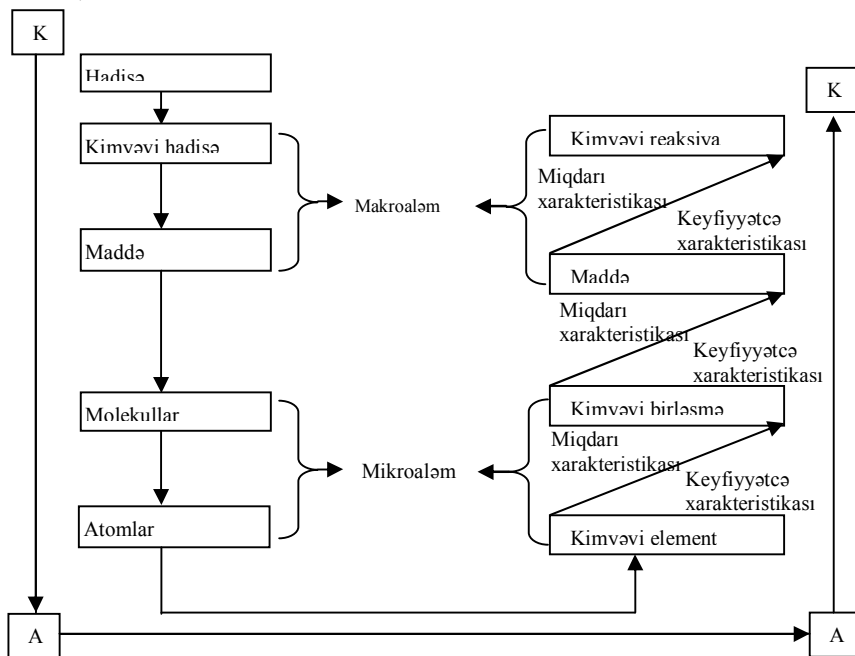 K
Hadisə
Kimyəvi hadisə
Maddə
Molekullar
Atomlar
A
Makroaləm
Mikroaləm
K
Kimyəvi reaksiya
Miqdarı
xarakteristikası
Keyfiyyətcə
xarakteristikası
Maddə
Miqdarı
xarakteristikası
Keyfiyyətcə
xarakteristikası
Kimyəvi birləşmə
Miqdarı
xarakteristikası
Keyfiyyətcə
xarakteristikası
Kimyəvi element
A